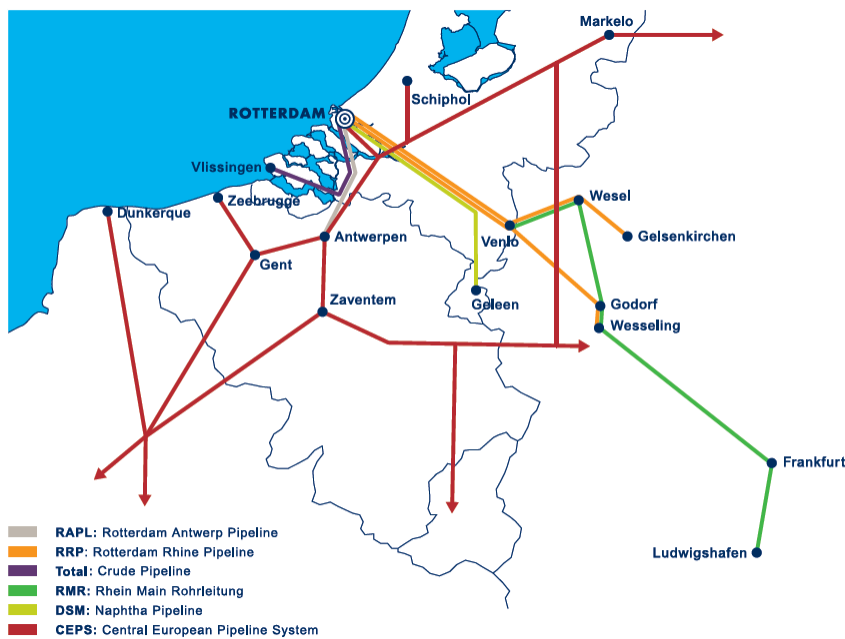 Markelo
Schiphol
ROTTERDAM
Vlissingen
Zeebrugge
Dunkerque
Wesel
Antwerpen
Venlo
Gelsenkirchen
Gent
Zaventem
Geleen
Godorf
Wesseling
Frankfurt
Ludwigshafen
RAPL: Rotterdam Antwerp Pipeline
RRP: Rotterdam Rhine Pipeline
Total: Crude Pipeline
RMR: Rhein Main Rohrleitung
DSM: Naphtha Pipeline
CEPS: Central European Pipeline System